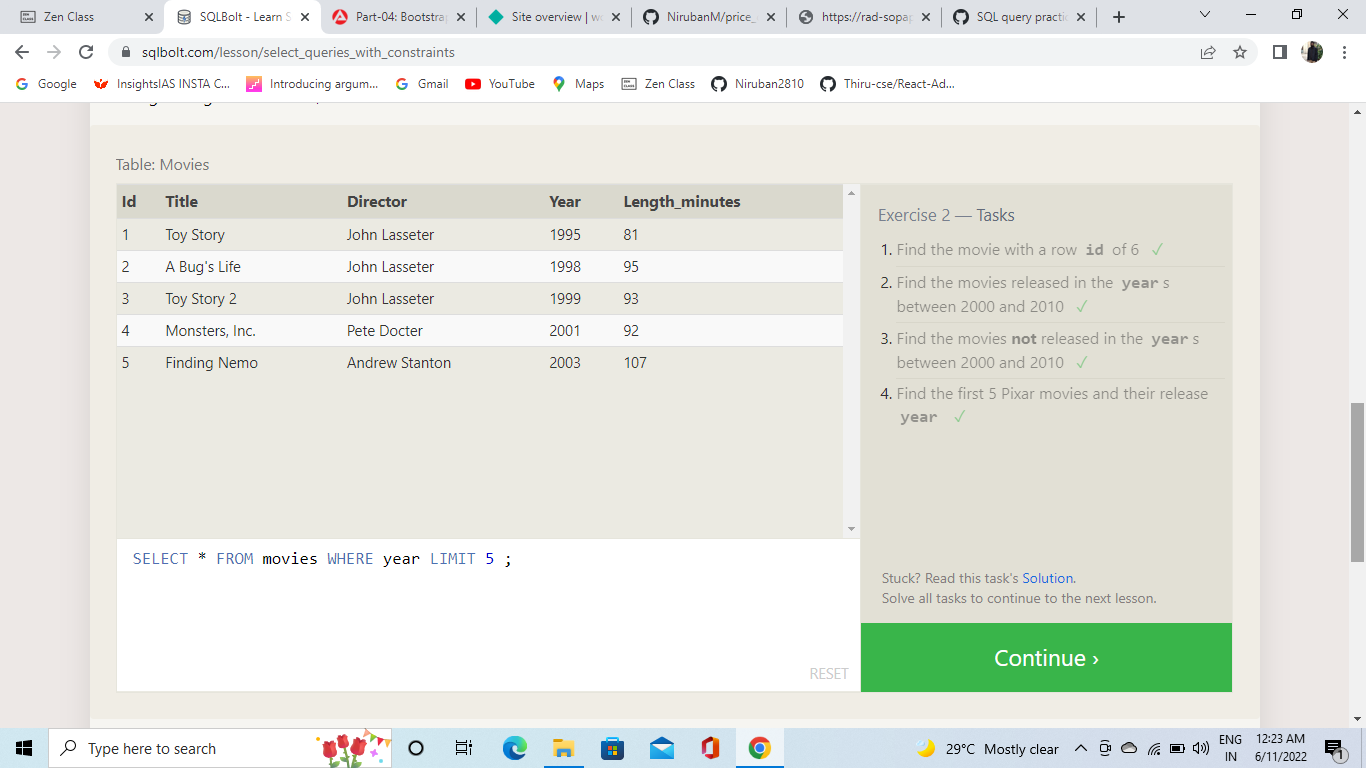 Zen Class
SQLBolt - Learn S
Part-04: Bootstra
Site overview | w
NirubanM/price_
https://rad-sopap
SQL query practic
sqlbolt.com/lesson/select_queries_with_constraints
Google
InsightsIAS INSTA C...
Introducing argum...
Gmail
YouTube
Maps
Zen Class
Niruban2810
Thiru-cse/React-Ad...
Table: Movies
Id Title Director Year Length_minutes
1 Toy Story John Lasseter 1995 81
2 A Bug's Life John Lasseter 1998 95
3 Toy Story 2 John Lasseter 1999 93
4 Monsters, Inc. Pete Docter 2001 92
5 Finding Nemo Andrew Stanton 2003 107
SELECT * FROM movies WHERE year LIMIT 5 ;
RESET
Exercise 2 — Tasks
1. Find the movie with a row id of 6 ✓
2. Find the movies released in the year s
between 2000 and 2010 ✓
3. Find the movies not released in the year s
between 2000 and 2010 ✓
4. Find the first 5 Pixar movies and their release
year ✓
Stuck? Read this task's Solution.
Solve all tasks to continue to the next lesson.
Continue ›
Type here to search
29°C Mostly clear
ENG
IN
12:23 AM
6/11/2022
1